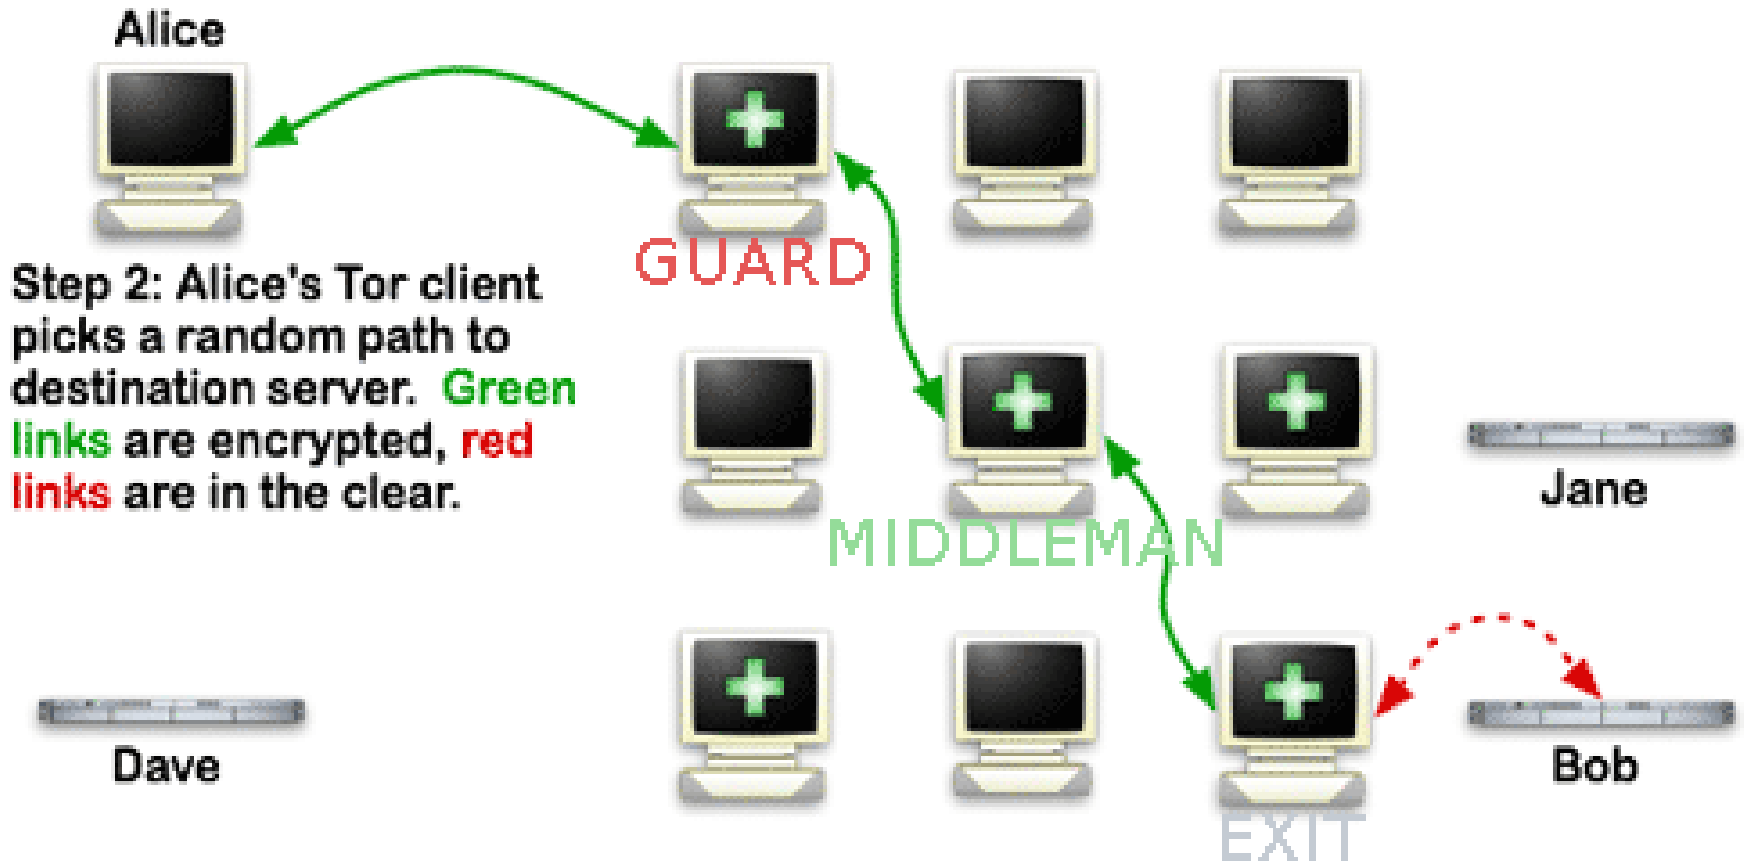 Alice
GUARD
Step 2: Alice's Tor client
picks a random path to
destination server. Green
links are encrypted, red
links are in the clear.
Jane
MIDDLEMAN
Dave
Bob
EXIT